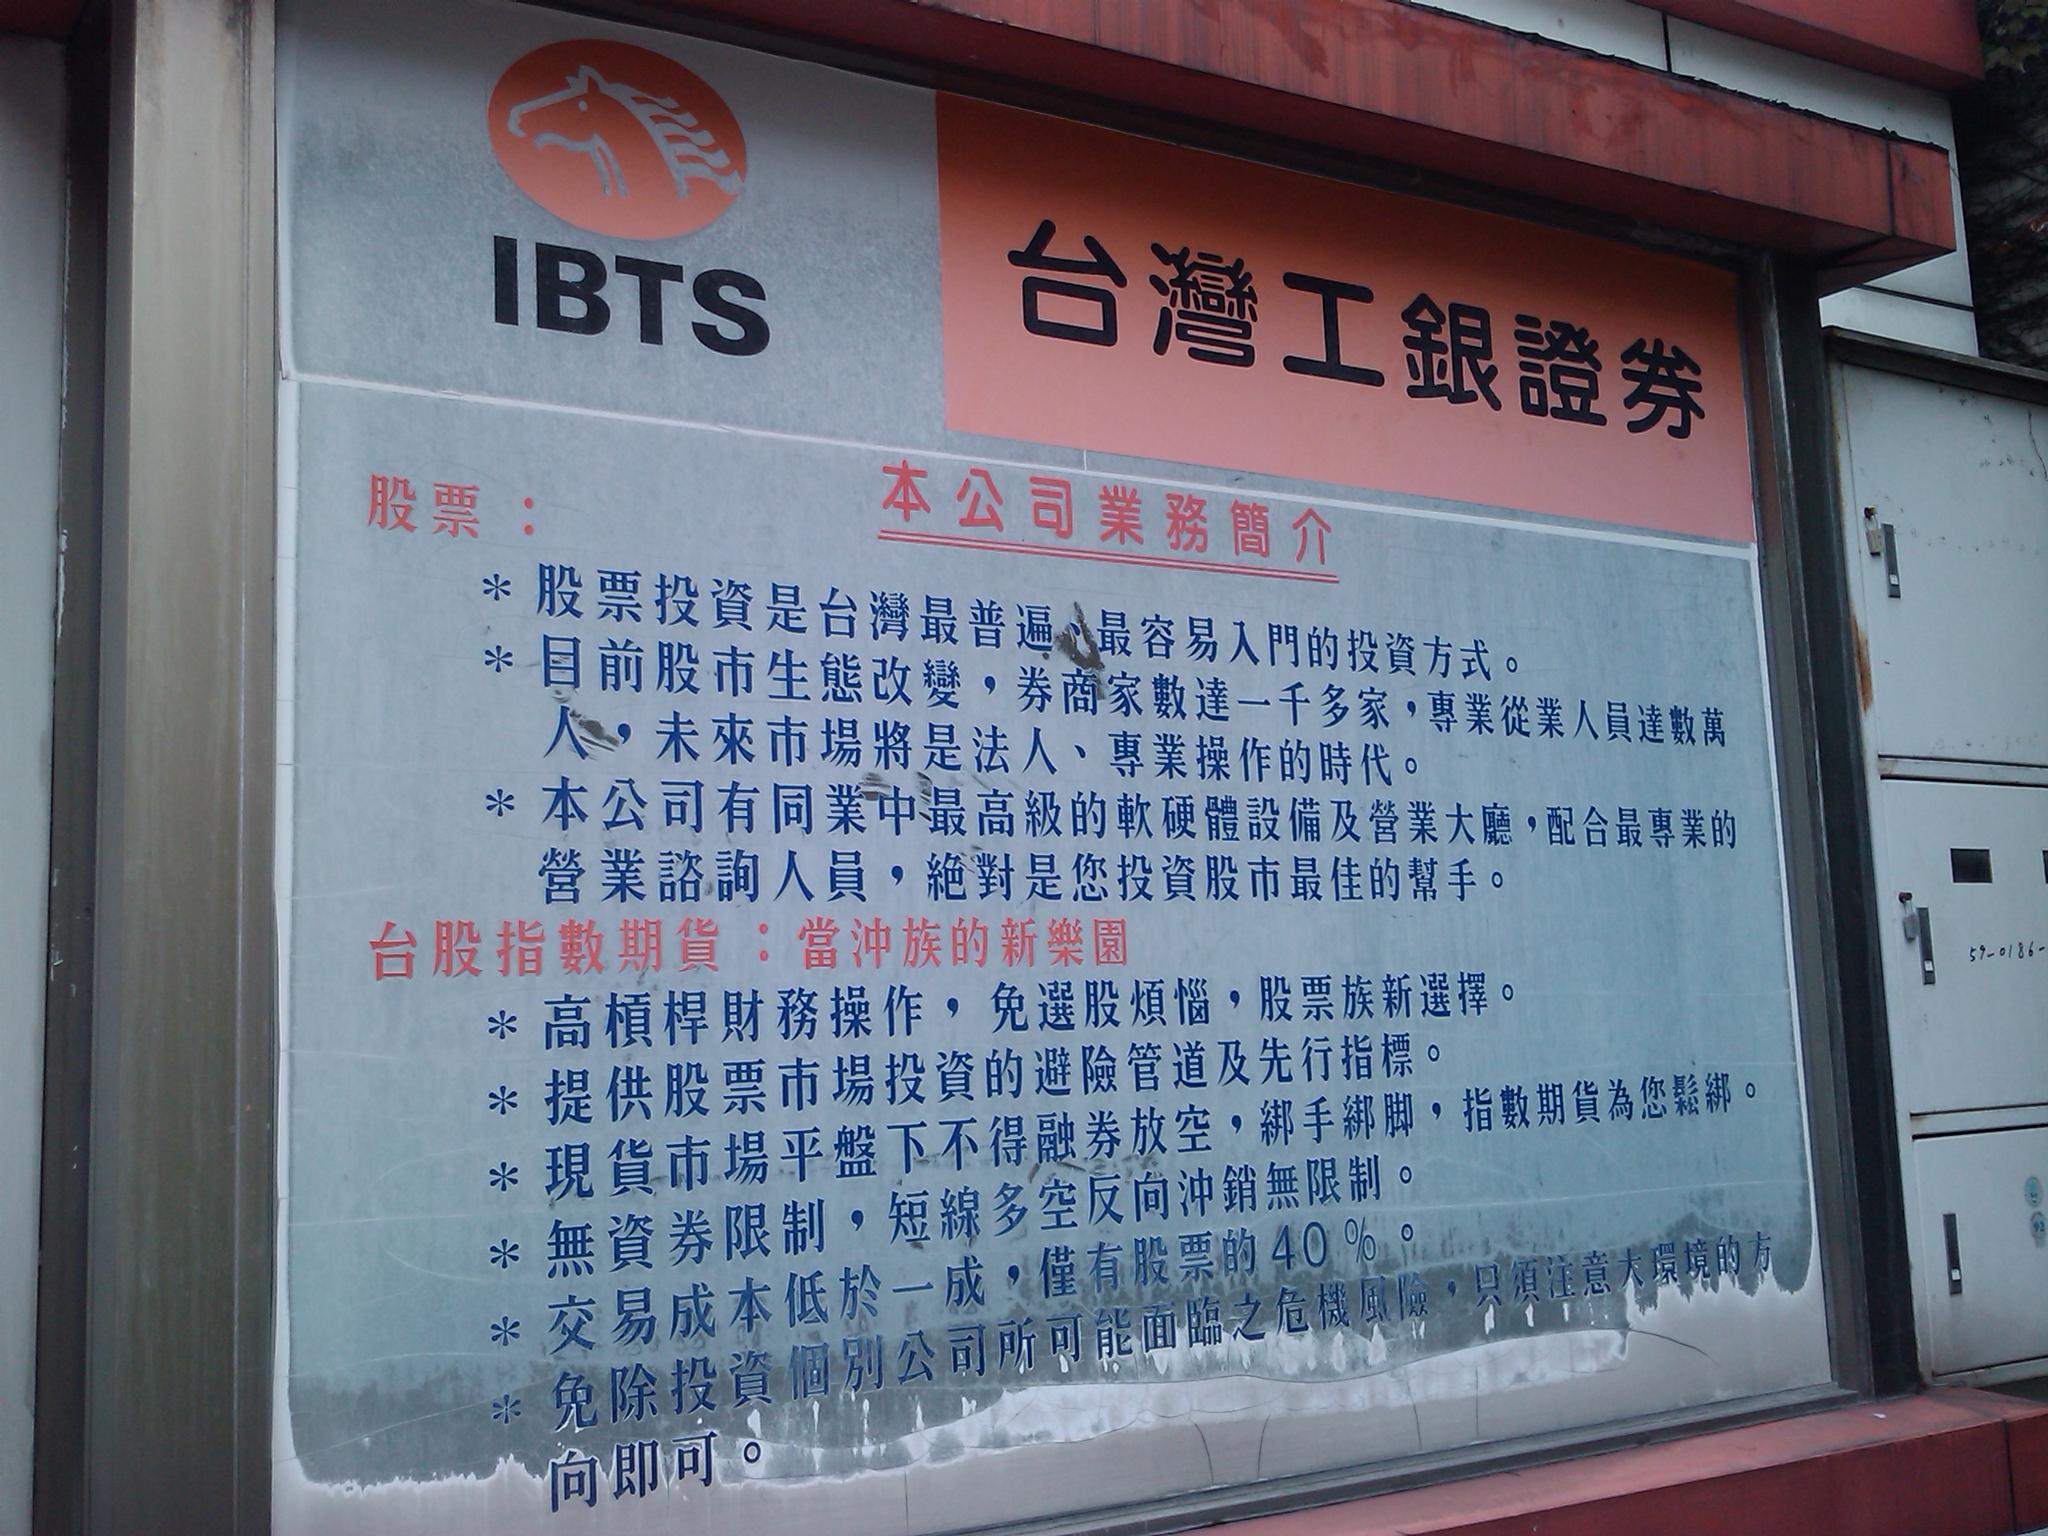 IBTS
台灣工銀證券
本公司業務簡介
股票：
＊股票投資是台灣最普遍、最容易入門的投資方式。
＊目前股市生態改變，券商家數達一千多家，專業從業人員達數萬
人，未來市場將是法人、專業操作的時代。
＊本公司有同業中最高級的軟硬體設備及營業大廳，配合最專業的
營業諮詢人員，絕對是您投資股市最佳的幫手。
台股指數期貨：當沖族的新樂園
＊高槓桿財務操作，免選股煩惱，股票族新選擇。
＊提供股票市場投資的避險管道及先行指標。
＊現貨市場平盤下不得融券放空，綁手綁脚，指數期貨為您鬆綁。
＊無資券限制，短線多空反向沖銷無限制。
＊交易成本低於一成，僅有股票的40%。
＊免除投資個別公司所可能面臨之危機風險，只須注意大環境的方
向即可。
59-0186-